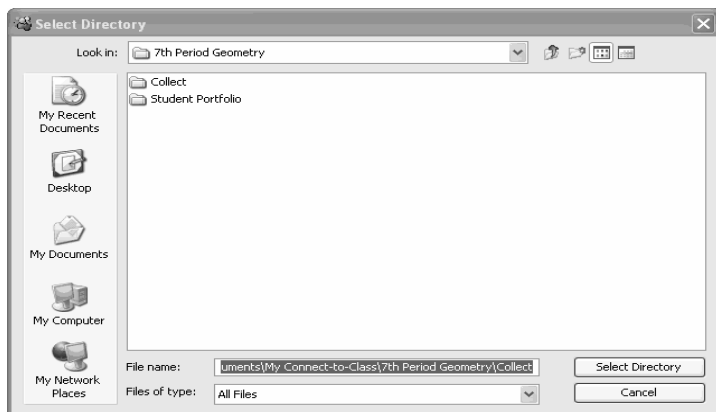 Select Directory
Look in: 7th Period Geometry
Collect
Student Portfolio
My Recent
Documents
Desktop
My Documents
My Computer
My Network
Places
File name: uments\My Connect-to-Class\7th Period Geometry\Collect Select Directory
Files of type: All Files Cancel